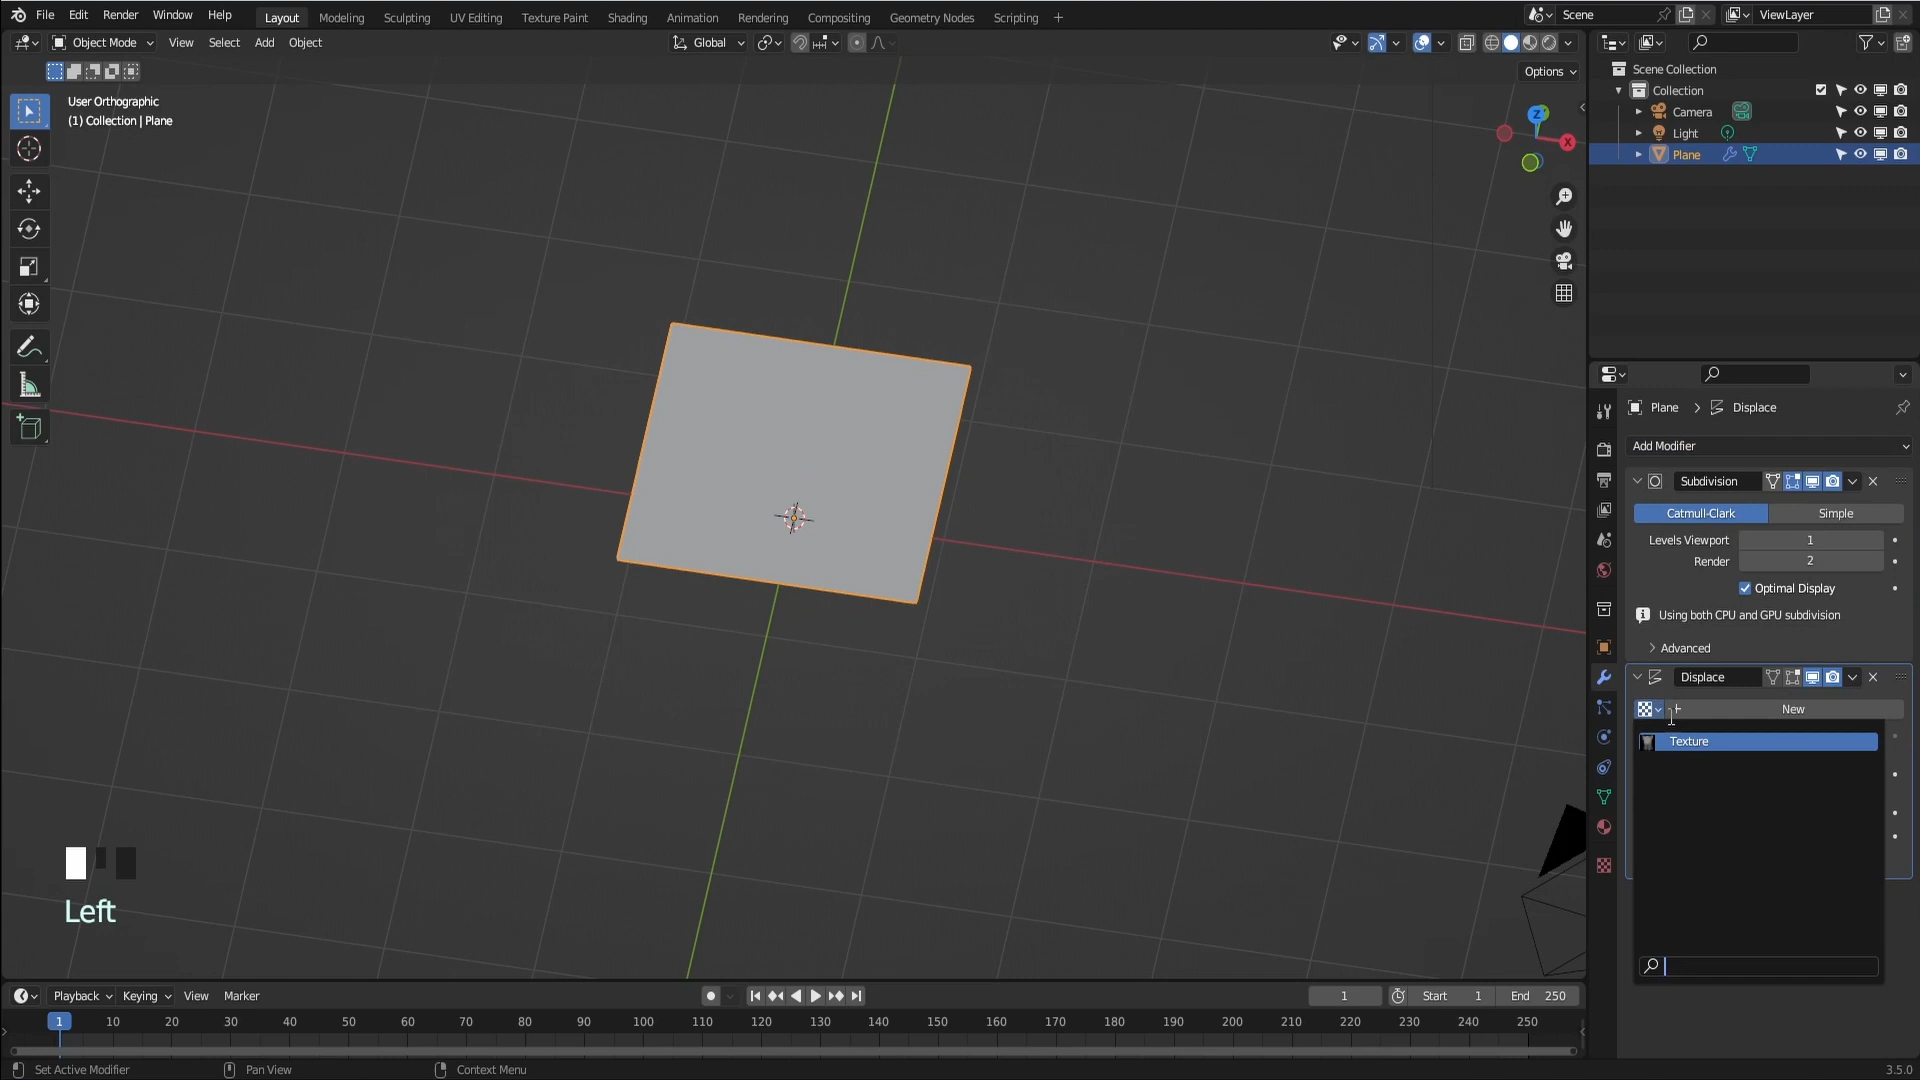 File Edit Render Window Help Layout Modeling Sculpting UV Editing Texture Paint Shading Animation Rendering Compositing Geometry Nodes Scripting + Scene ViewLayer
Object Mode View Select Add Object Global
Options
User Orthographic
(1) Collection | Plane
Z
X
Left
Scene Collection
Collection
Camera
Light
Plane
Plane > Displace
Add Modifier
Subdivision
Catmull-Clark Simple
Levels Viewport 1
Render 2
Optimal Display
Using both CPU and GPU subdivision
Advanced
Displace
New
Texture
Playback Keying View Marker 1 Start 1 End 250
1 10 20 30 40 50 60 70 80 90 100 110 120 130 140 150 160 170 180 190 200 210 220 230 240 250
Set Active Modifier Pan View Context Menu 3.5.0